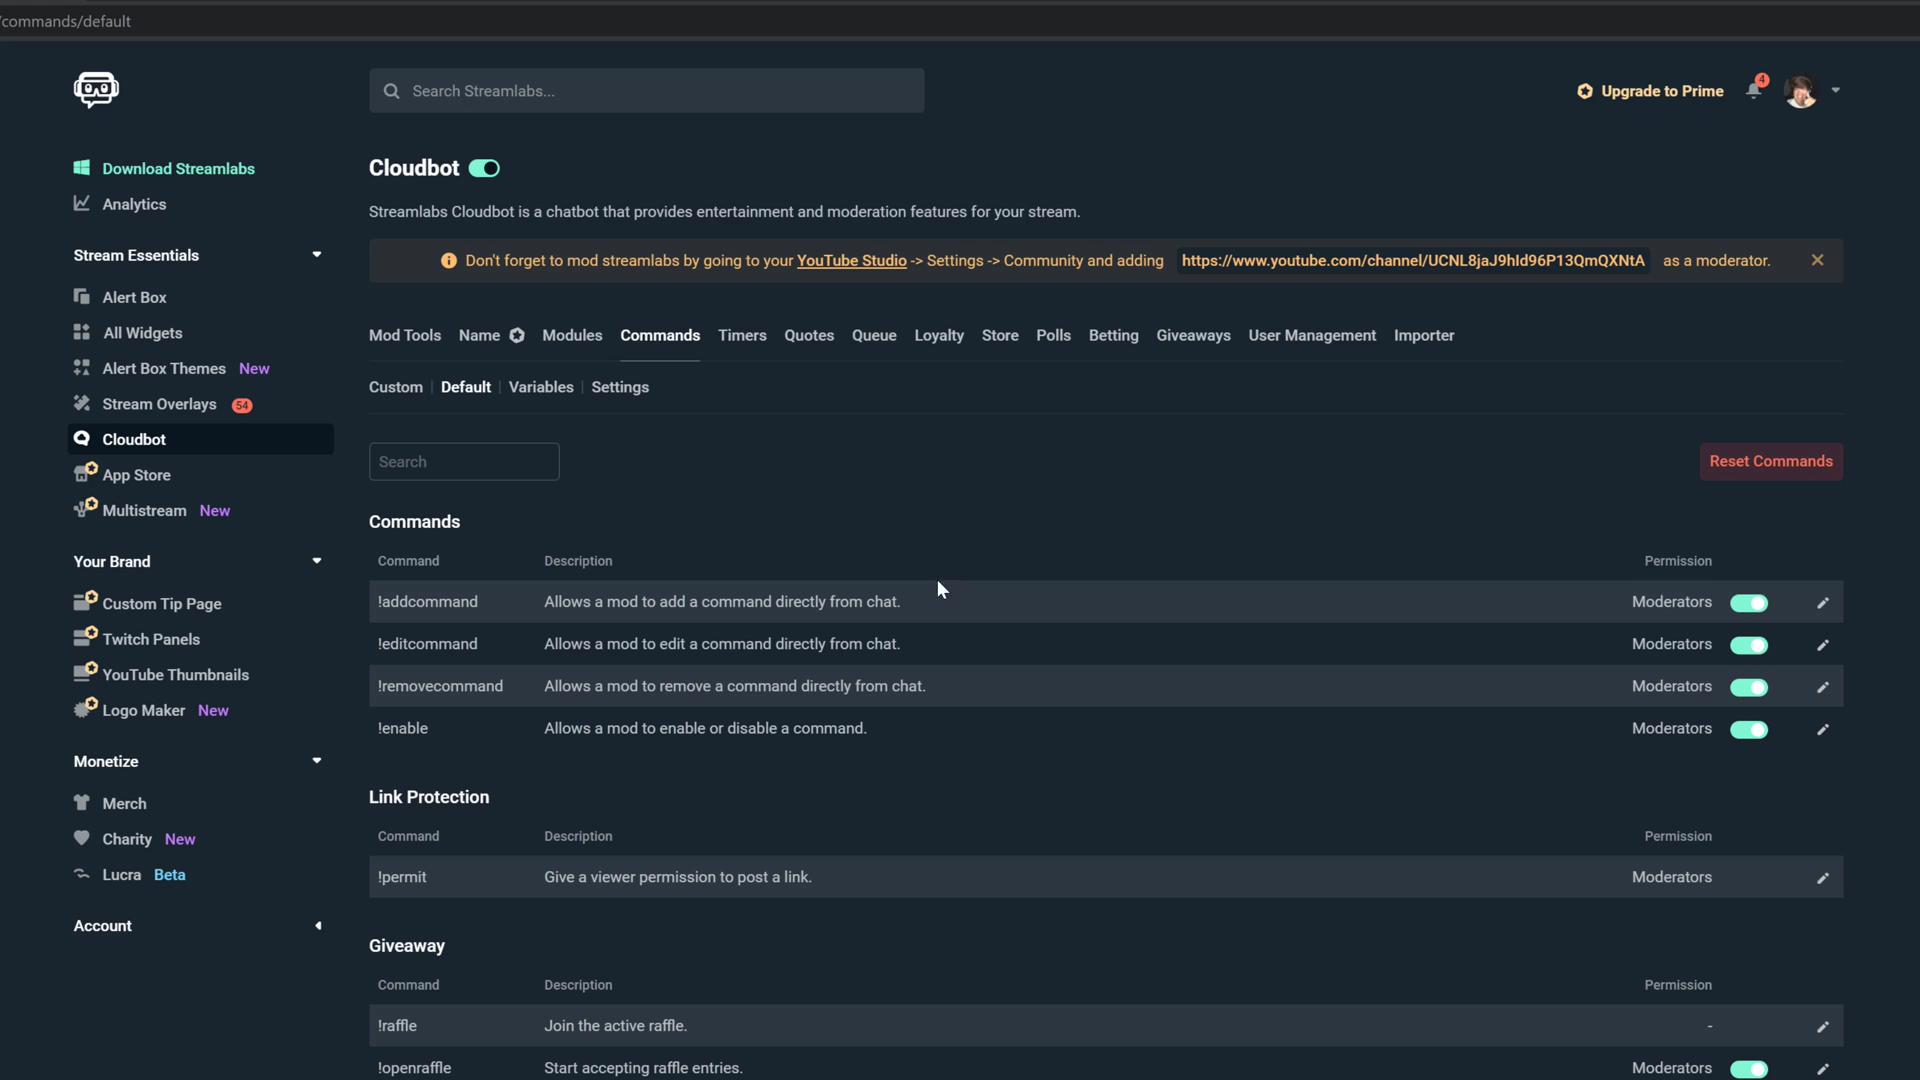 /commands/default
Search Streamlabs...
Upgrade to Prime
4
Download Streamlabs
Analytics
Stream Essentials
Alert Box
All Widgets
Alert Box Themes New
Stream Overlays 54
Cloudbot
App Store
Multistream New
Your Brand
Custom Tip Page
Twitch Panels
YouTube Thumbnails
Logo Maker New
Monetize
Merch
Charity New
Lucra Beta
Account
Cloudbot
Streamlabs Cloudbot is a chatbot that provides entertainment and moderation features for your stream.
Don't forget to mod streamlabs by going to your YouTube Studio -> Settings -> Community and adding https://www.youtube.com/channel/UCNL8jaJ9hId96P13QmQXNtA as a moderator.
Mod Tools Name Modules Commands Timers Quotes Queue Loyalty Store Polls Betting Giveaways User Management Importer
Custom | Default | Variables | Settings
Search
Reset Commands
Commands
Command Description Permission
!addcommand Allows a mod to add a command directly from chat. Moderators
!editcommand Allows a mod to edit a command directly from chat. Moderators
!removecommand Allows a mod to remove a command directly from chat. Moderators
!enable Allows a mod to enable or disable a command. Moderators
Link Protection
Command Description Permission
!permit Give a viewer permission to post a link. Moderators
Giveaway
Command Description Permission
!raffle Join the active raffle. -
!openraffle Start accepting raffle entries. Moderators